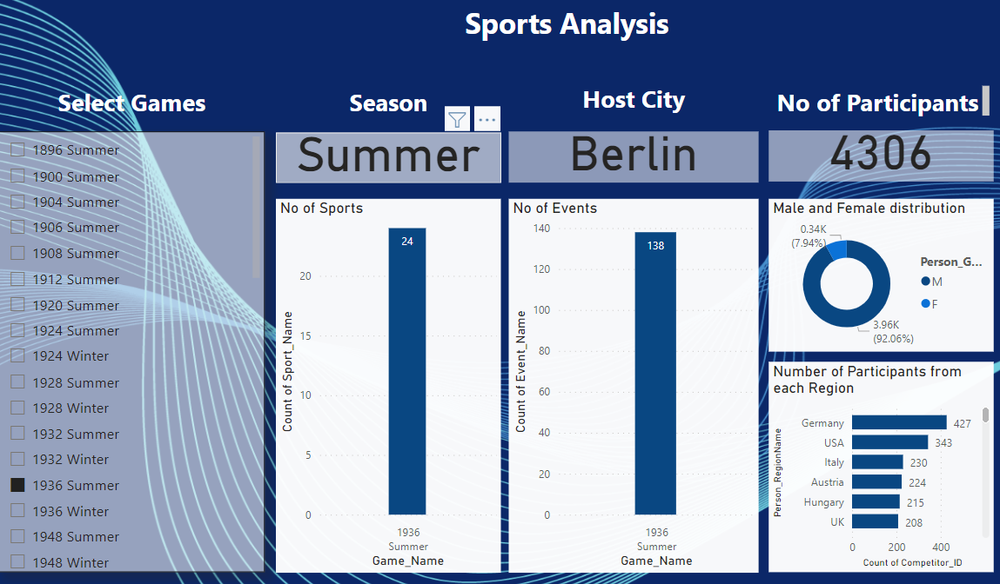 Sports Analysis
Select Games
Season
Host City
No of Participants
Summer
Berlin
4306
1896 Summer
1900 Summer
1904 Summer
1906 Summer
1908 Summer
1912 Summer
1920 Summer
1924 Summer
1924 Winter
1928 Summer
1928 Winter
1932 Summer
1932 Winter
1936 Summer
1936 Winter
1948 Summer
1948 Winter
No of Sports
24
20
15
10
5
0
Count of Sport_Name
1936
Summer
Game_Name
No of Events
140
138
120
100
80
60
40
20
0
Count of Event_Name
1936
Summer
Game_Name
Male and Female distribution
0.34K
(7.94%)
Person_G...
M
F
3.96K
(92.06%)
Number of Participants from
each Region
Person_RegionName
Germany 427
USA 343
Italy 230
Austria 224
Hungary 215
UK 208
0 200 400
Count of Competitor_ID